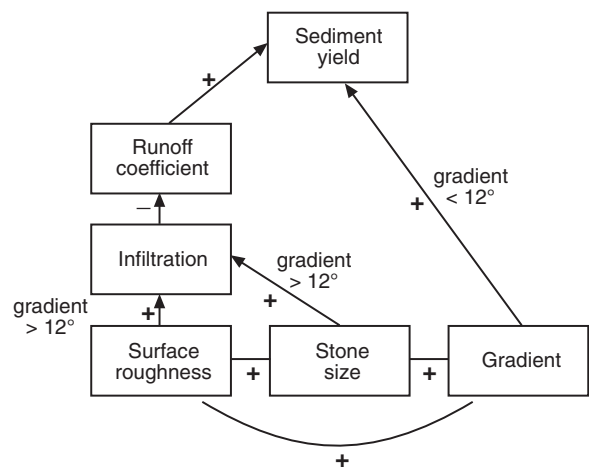 Sediment
yield
+
Runoff
coefficient
gradient
< 12°
+
−
Infiltration
gradient
> 12°
+
gradient
> 12°
+
Surface
roughness
+
Stone
size
+
Gradient
+